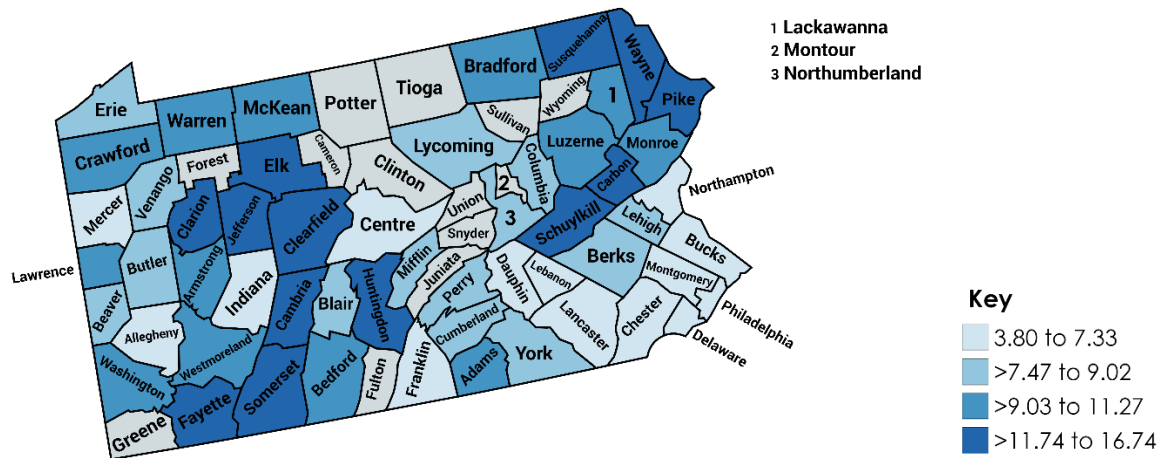 1 Lackawanna
2 Montour
3 Northumberland
Erie
Warren
McKean
Potter
Tioga
Bradford
Susquehanna
Wayne
Pike
Crawford
Forest
Elk
Cameron
Clinton
Lycoming
Sullivan
Wyoming
1
Luzerne
Monroe
Mercer
Venango
Clarion
Jefferson
Clearfield
Centre
Union
Snyder
2
3
Columbia
Carbon
Northampton
Schuylkill
Lehigh
Bucks
Lawrence
Butler
Armstrong
Indiana
Cambria
Blair
Huntingdon
Mifflin
Juniata
Perry
Dauphin
Lebanon
Berks
Montgomery
Philadelphia
Beaver
Allegheny
Westmoreland
Cumberland
Lancaster
Chester
Delaware
Washington
Greene
Fayette
Somerset
Bedford
Fulton
Franklin
Adams
York
Key
3.80 to 7.33
>7.47 to 9.02
>9.03 to 11.27
>11.74 to 16.74